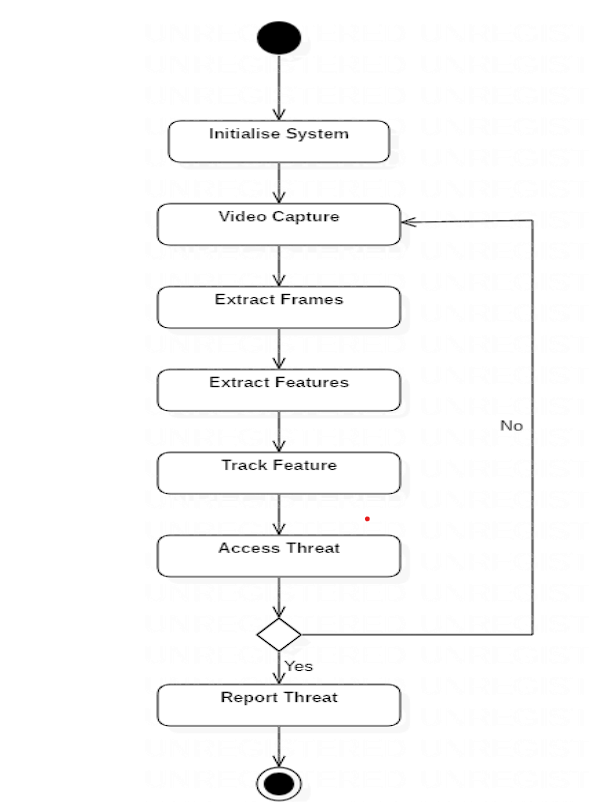 Initialise System
Video Capture
Extract Frames
Extract Features
No
Track Feature
Access Threat
Yes
Report Threat